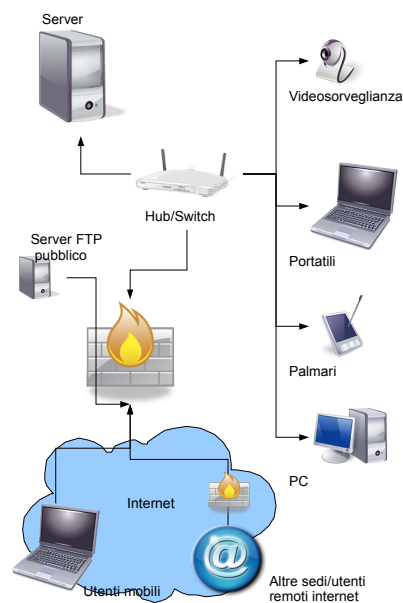 Server
Videosorveglianza
Hub/Switch
Server FTP
pubblico
Portatili
Palmari
PC
Internet
@
Utenti mobili
Altre sedi/utenti
remoti internet